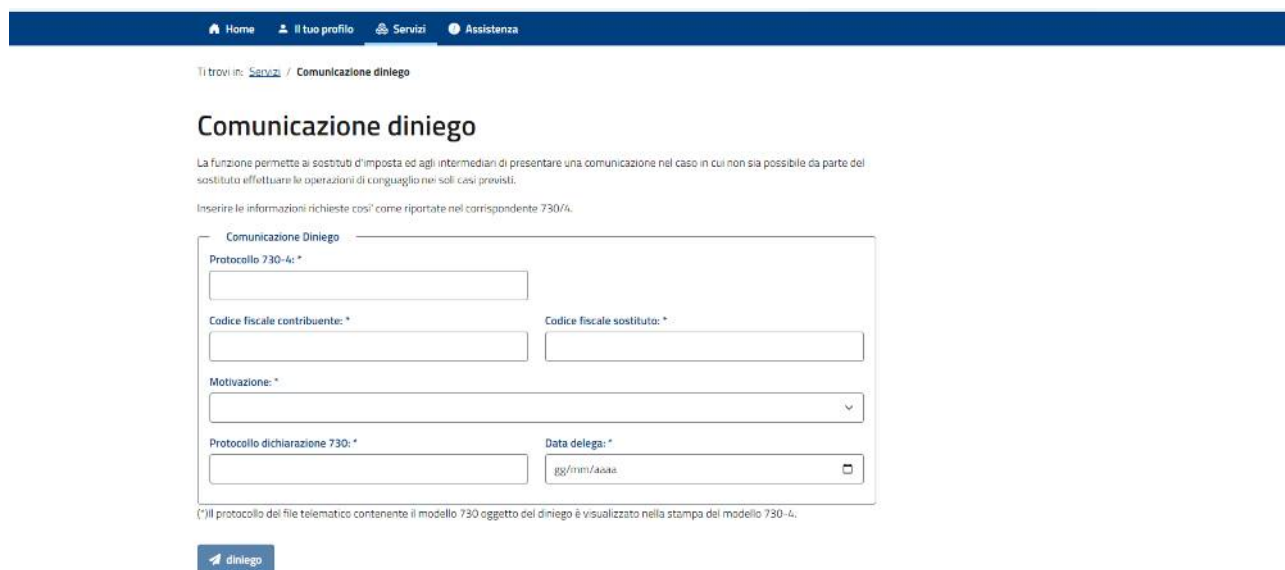 Home Il tuo profilo Servizi Assistenza
Ti trovi in: Servizi / Comunicazione diniego
Comunicazione diniego
La funzione permette ai sostituti d'imposta ed agli intermediari di presentare una comunicazione nel caso in cui non sia possibile da parte del
sostituto effettuare le operazioni di conguaglio nei soli casi previsti.
Inserire le informazioni richieste cosi' come riportate nel corrispondente 730/4.
Comunicazione Diniego
Protocollo 730-4: *
Codice fiscale contribuente: * Codice fiscale sostituto: *
Motivazione: *
Protocollo dichiarazione 730: * Data delega: *
gg/mm/aaaa
(*)Il protocollo del file telematico contenente il modello 730 oggetto del diniego è visualizzato nella stampa del modello 730-4.
diniego